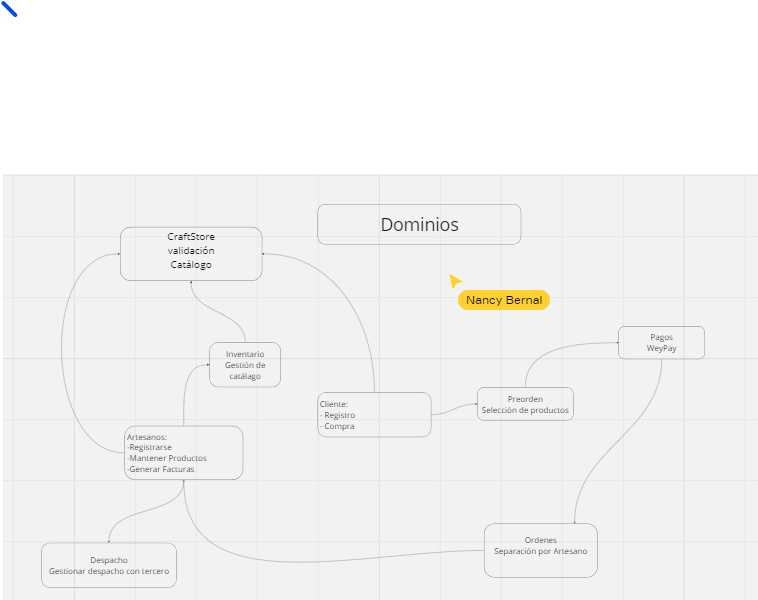 Dominios
CraftStore
validación
Catálogo
Nancy Bernal
Inventario
Gestión de
catálago
Pagos
WeyPay
Cliente:
- Registro
- Compra
Preorden
Selección de productos
Artesanos:
-Registrarse
-Mantener Productos
-Generar Facturas
Ordenes
Separación por Artesano
Despacho
Gestionar despacho con tercero